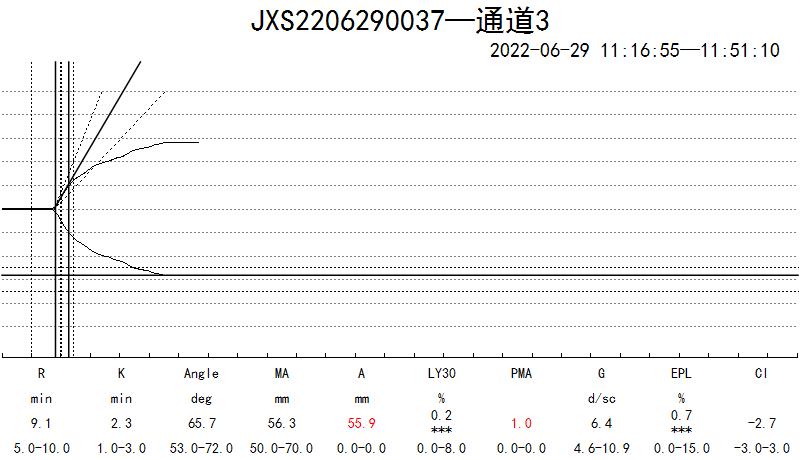 JXS2206290037—通道3
2022-06-29 11:16:55—11:51:10
R K Angle MA A LY30 PMA G EPL CI
min min deg mm mm % d/sc %
9.1 2.3 65.7 56.3 55.9 0.2 1.0 6.4 0.7 -2.7
*** ***
5.0-10.0 1.0-3.0 53.0-72.0 50.0-70.0 0.0-0.0 0.0-8.0 0.0-0.0 4.6-10.9 0.0-15.0 -3.0-3.0